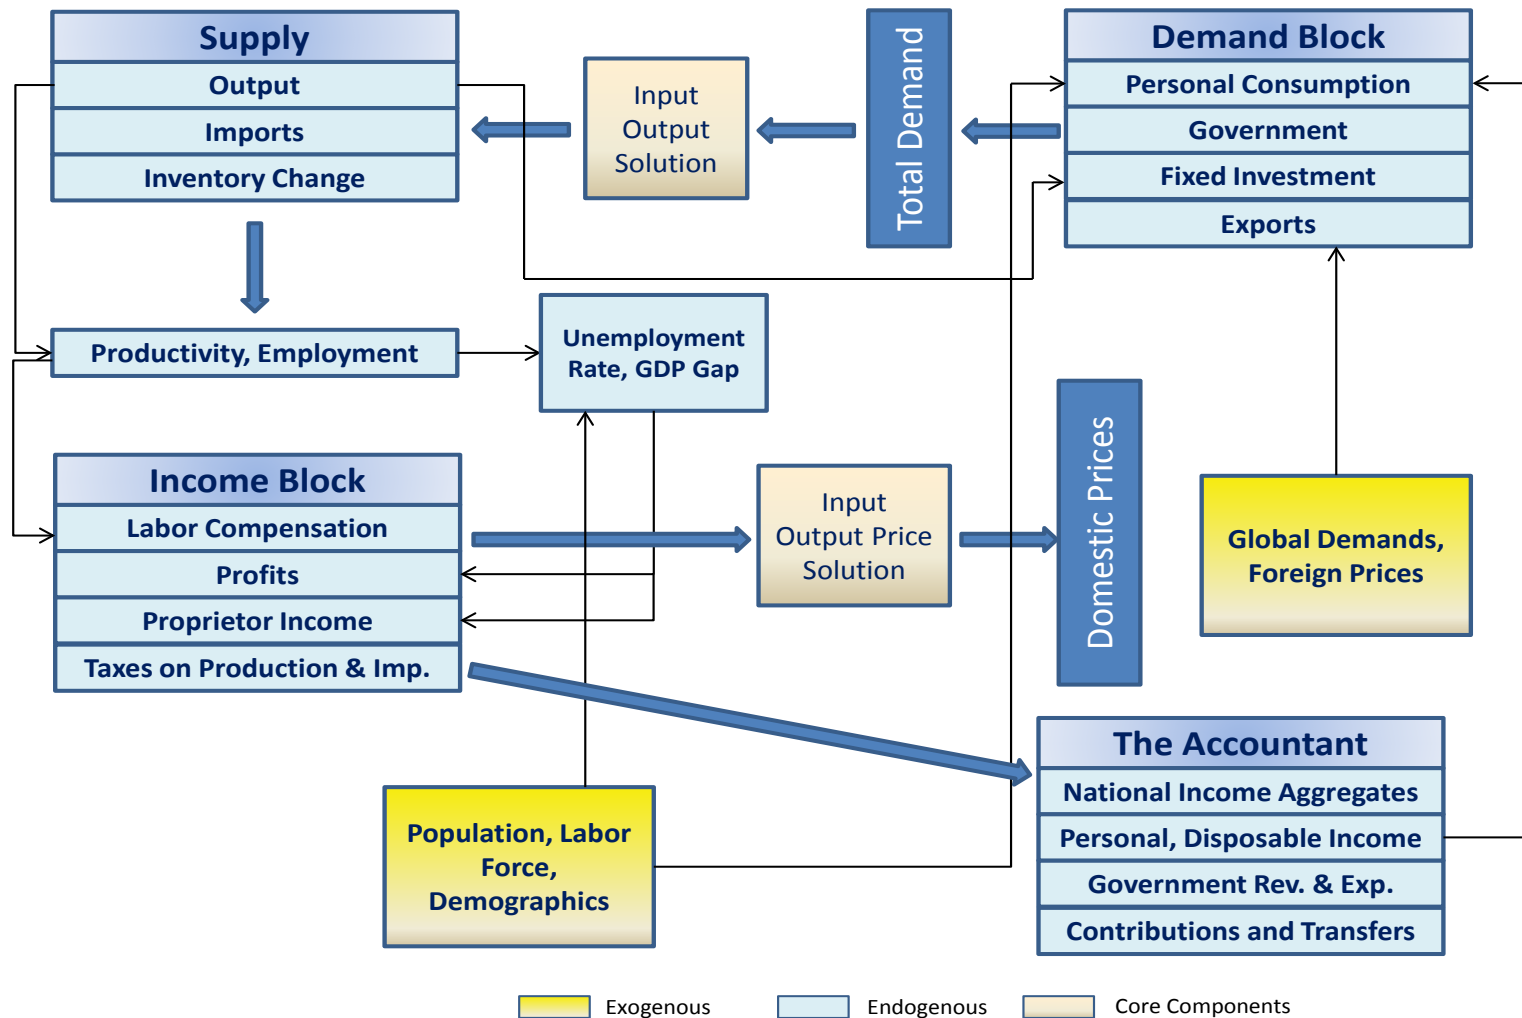 Supply
Output
Imports
Inventory Change
Input
Output
Solution
Total Demand
Demand Block
Personal Consumption
Government
Fixed Investment
Exports
Productivity, Employment
Unemployment
Rate, GDP Gap
Income Block
Labor Compensation
Profits
Proprietor Income
Taxes on Production & Imp.
Input
Output Price
Solution
Domestic Prices
Global Demands,
Foreign Prices
Population, Labor
Force,
Demographics
The Accountant
National Income Aggregates
Personal, Disposable Income
Government Rev. & Exp.
Contributions and Transfers
Exogenous
Endogenous
Core Components